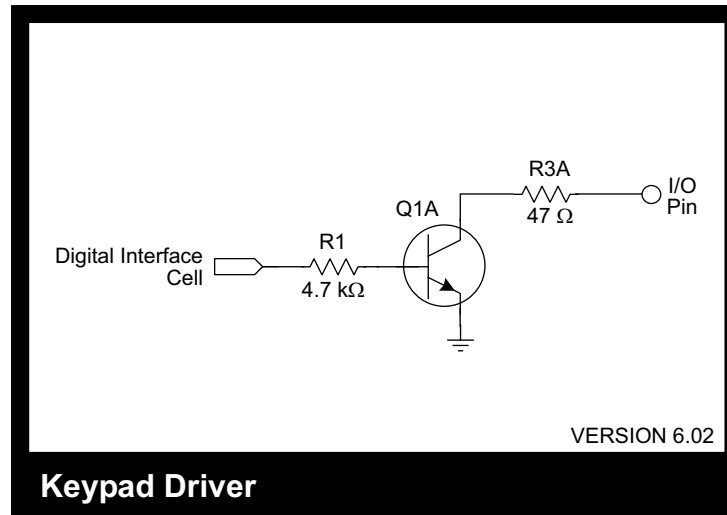 R3A
47 Ω
I/O
Pin
Q1A
R1
4.7 kΩ
Digital Interface
Cell
VERSION 6.02
Keypad Driver